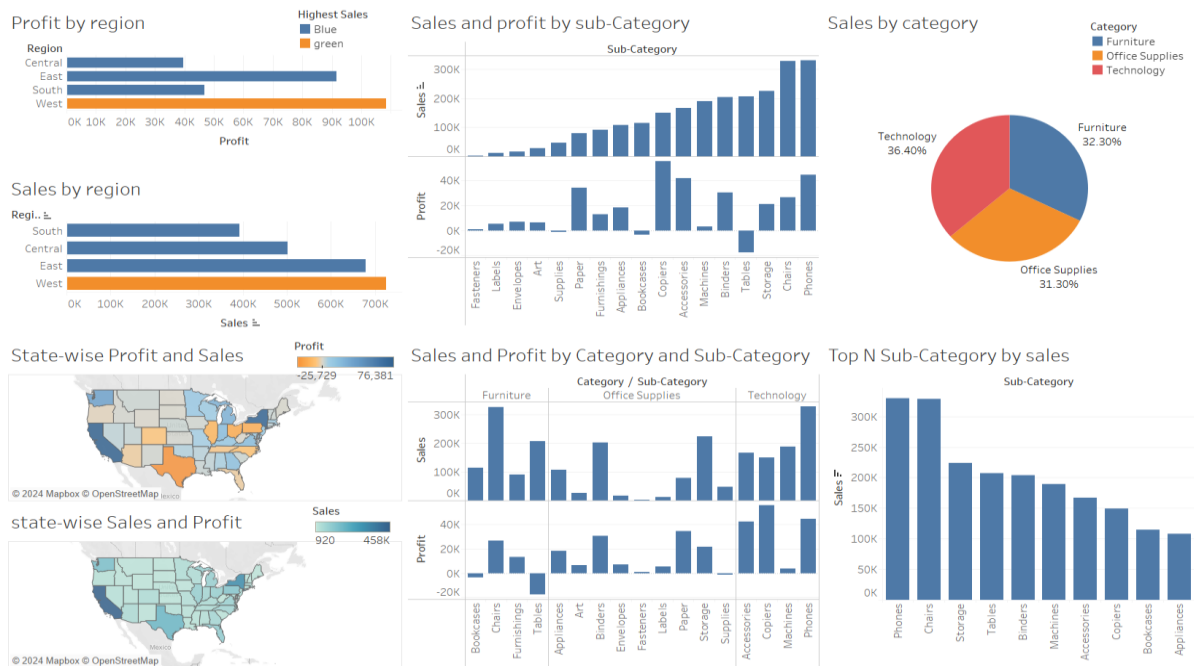 Profit by region
Highest Sales
Blue
green
Region
Central
East
South
West
0K 10K 20K 30K 40K 50K 60K 70K 80K 90K 100K
Profit
Sales by region
Regi..
South
Central
East
West
0K 100K 200K 300K 400K 500K 600K 700K
Sales
State-wise Profit and Sales
Profit
-25,729 76,381
© 2024 Mapbox © OpenStreetMap
state-wise Sales and Profit
Sales
920 458K
Mexico
© 2024 Mapbox © OpenStreetMap
Sales and profit by sub-Category
Sub-Category
300K
200K
100K
0K
Sales
40K
20K
0K
-20K
Profit
Fasteners
Labels
Envelopes
Art
Supplies
Paper
Furnishings
Appliances
Bookcases
Copiers
Accessories
Machines
Binders
Tables
Storage
Chairs
Phones
Sales and Profit by Category and Sub-Category
Category / Sub-Category
Furniture Office Supplies Technology
300K
200K
100K
0K
Sales
40K
20K
0K
-20K
Profit
Bookcases
Chairs
Furnishings
Tables
Appliances
Art
Binders
Envelopes
Fasteners
Labels
Paper
Storage
Supplies
Accessories
Copiers
Machines
Phones
Sales by category
Category
Furniture
Office Supplies
Technology
Technology
36.40%
Furniture
32.30%
Office Supplies
31.30%
Top N Sub-Category by sales
Sub-Category
300K
250K
200K
150K
100K
50K
0K
Sales
Phones
Chairs
Storage
Tables
Binders
Machines
Accessories
Copiers
Bookcases
Appliances